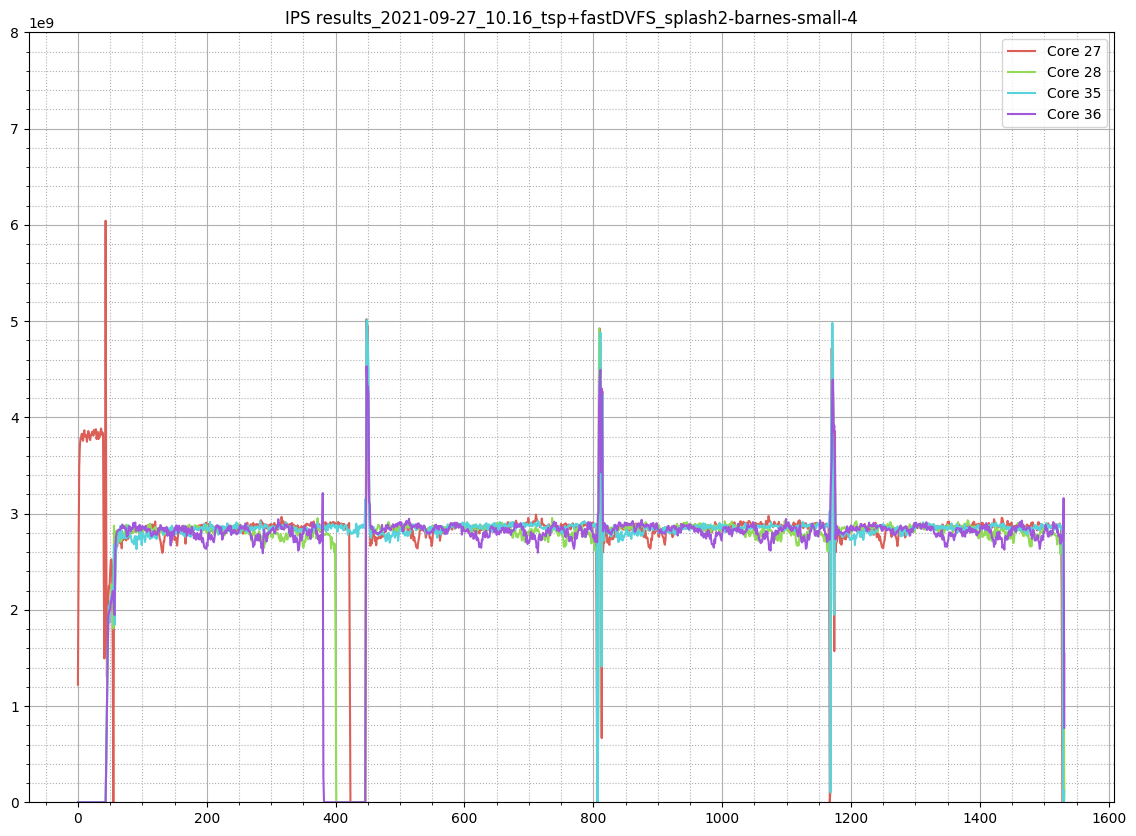 IPS results_2021-09-27_10.16_tsp+fastDVFS_splash2-barnes-small-4
1e9
8
7
6
5
4
3
2
1
0
Core 27
Core 28
Core 35
Core 36
0 200 400 600 800 1000 1200 1400 1600